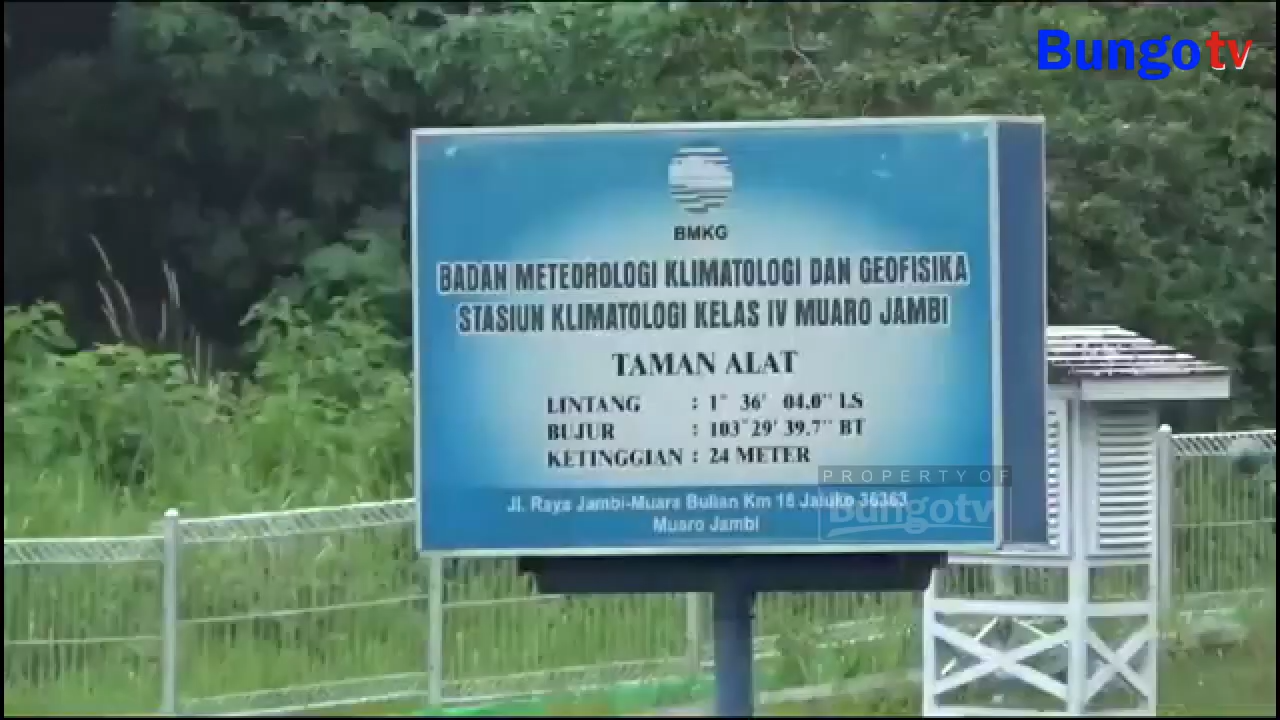 Bungotv
BMKG
BADAN METEOROLOGI KLIMATOLOGI DAN GEOFISIKA
STASIUN KLIMATOLOGI KELAS IV MUARO JAMBI
TAMAN ALAT
LINTANG : 1° 36' 04.0" LS
BUJUR : 103° 29' 39.7" BT
KETINGGIAN : 24 METER
PROPERTY OF
Jl. Raya Jambi-Muara Bulian Km 18 Jaluko 36363
Bungotv
Muaro Jambi